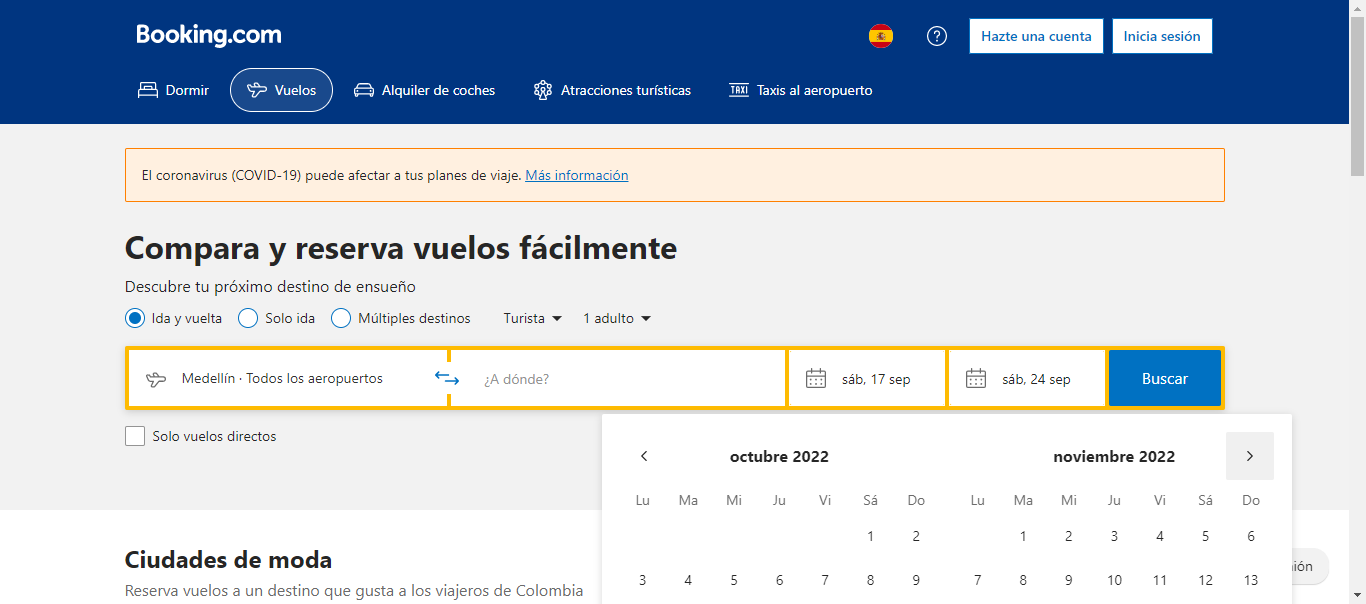 Booking.com
Hazte una cuenta
Inicia sesión
Dormir
Vuelos
Alquiler de coches
Atracciones turísticas
TAXI
Taxis al aeropuerto
El coronavirus (COVID-19) puede afectar a tus planes de viaje. Más información
Compara y reserva vuelos fácilmente
Descubre tu próximo destino de ensueño
Ida y vuelta
Solo ida
Múltiples destinos
Turista
1 adulto
Medellín · Todos los aeropuertos
¿A dónde?
sáb, 17 sep
sáb, 24 sep
Buscar
Solo vuelos directos
octubre 2022
noviembre 2022
Lu Ma Mi Ju Vi Sá Do Lu Ma Mi Ju Vi Sá Do
1 2 1 2 3 4 5 6
3 4 5 6 7 8 9 7 8 9 10 11 12 13
Ciudades de moda
Reserva vuelos a un destino que gusta a los viajeros de Colombia